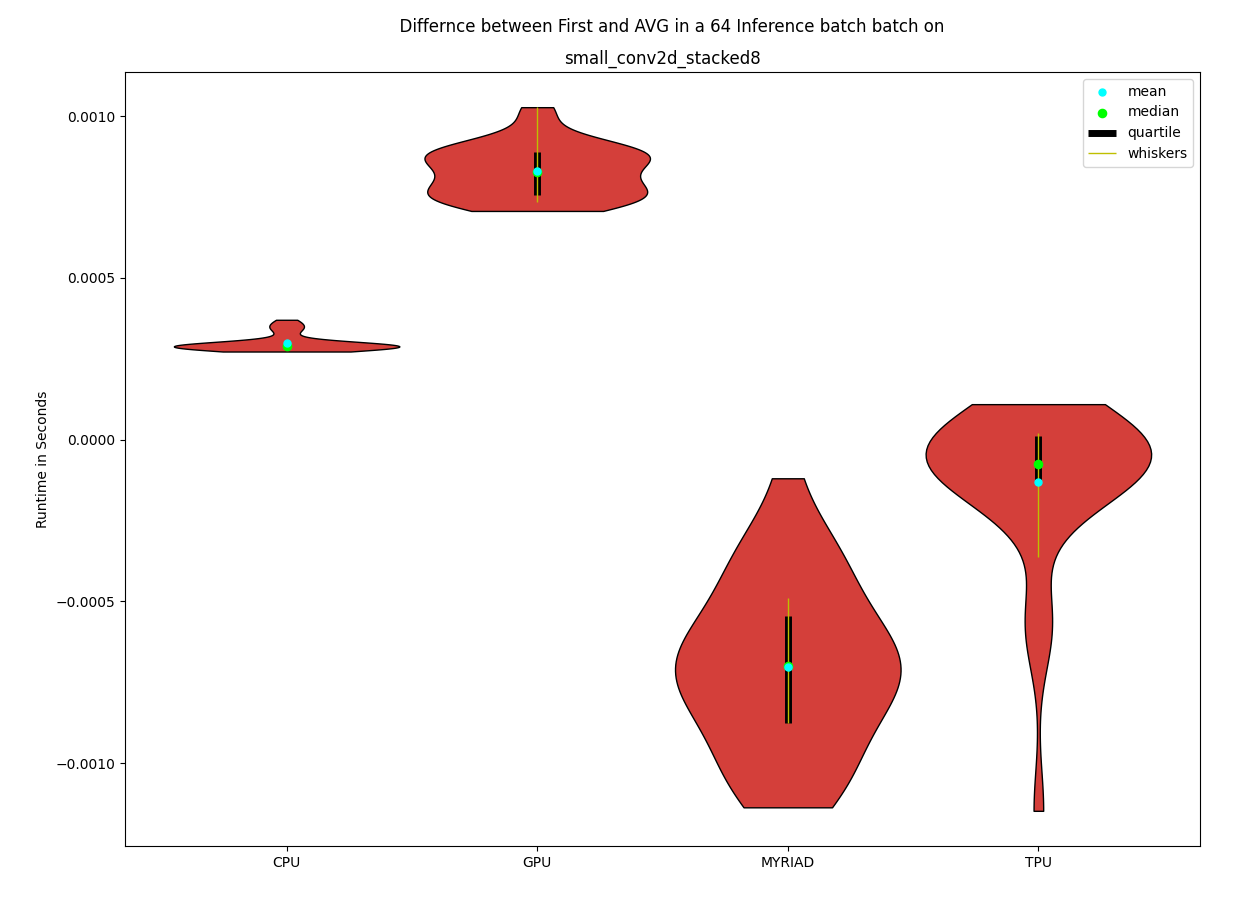 Differnce between First and AVG in a 64 Inference batch batch on
small_conv2d_stacked8
mean
median
quartile
whiskers
0.0010
0.0005
0.0000
−0.0005
−0.0010
Runtime in Seconds
CPU GPU MYRIAD TPU